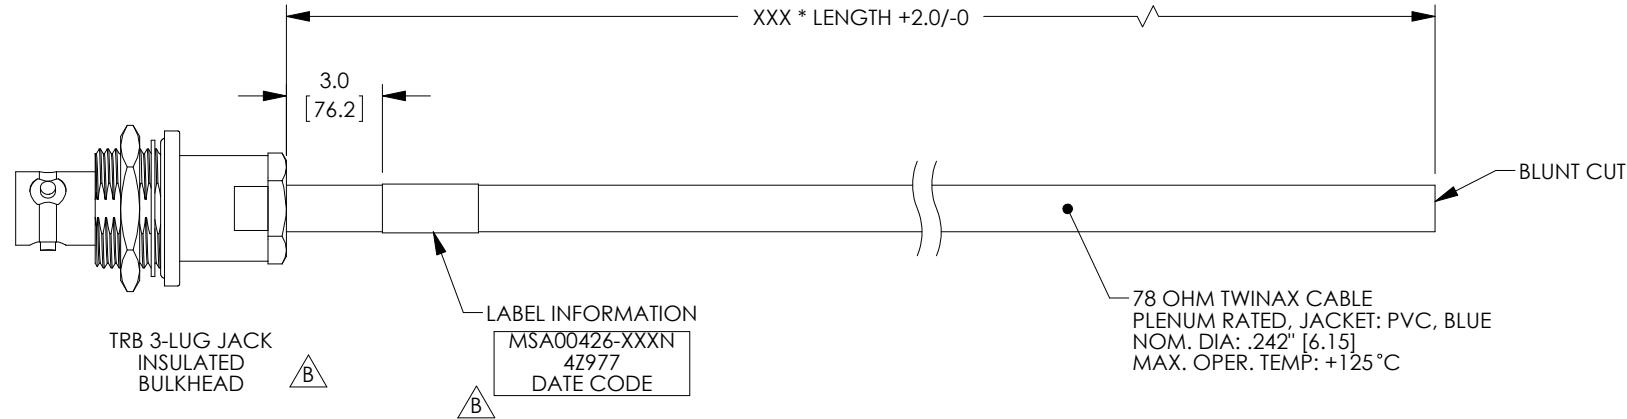 XXX * LENGTH +2.0/-0
3.0
[76.2]
BLUNT CUT
LABEL INFORMATION
MSA00426-XXXN
4Z977
DATE CODE
B
TRB 3-LUG JACK
INSULATED
BULKHEAD
B
78 OHM TWINAX CABLE
PLENUM RATED, JACKET: PVC, BLUE
NOM. DIA: .242" [6.15]
MAX. OPER. TEMP: +125°C